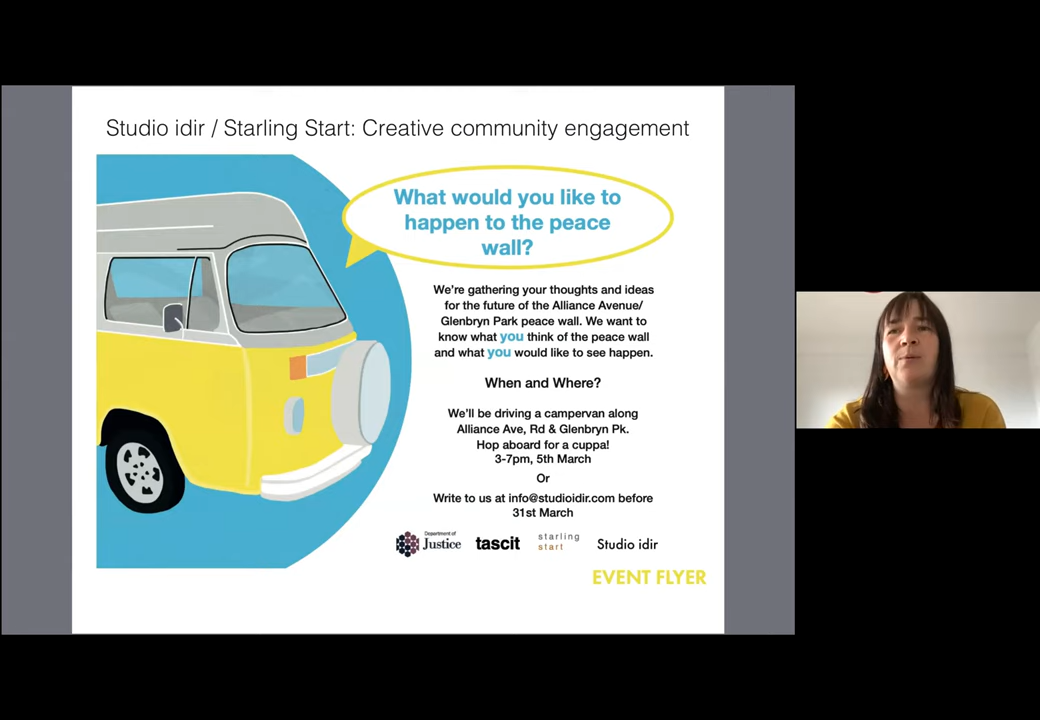 Studio idir / Starling Start: Creative community engagement
What would you like to
happen to the peace
wall?
We're gathering your thoughts and ideas
for the future of the Alliance Avenue/
Glenbryn Park peace wall. We want to
know what you think of the peace wall
and what you would like to see happen.
When and Where?
We'll be driving a campervan along
Alliance Ave, Rd & Glenbryn Pk.
Hop aboard for a cuppa!
3-7pm, 5th March
Or
Write to us at info@studioidir.com before
31st March
Department of
Justice
tascit
starling
start
Studio idir
EVENT FLYER